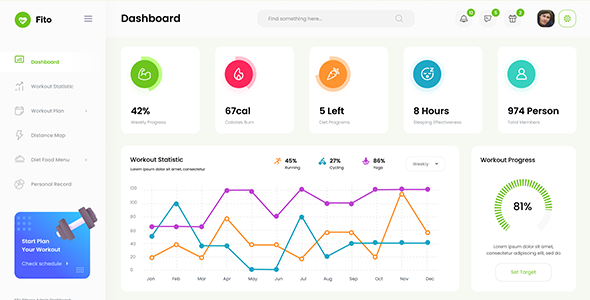 Fito
Dashboard
Find something here...
Dashboard
Workout Statistic
Workout Plan
Distance Map
Diet Food Menu
Personal Record
Start Plan
Your Workout
Check schedule
42%
Weekly Progress
67cal
Calories Burn
5 Left
Diet Programs
8 Hours
Sleeping Effectiveness
974 Person
Total Members
Workout Statistic
Lorem ipsum dolor sit amet, consectetur
45%
Running
27%
Cycling
86%
Yoga
Weekly
100
80
60
40
20
0
Jan Feb Mar Apr May Jun Jul Aug Sep Oct Nov Dec
Workout Progress
81%
Lorem ipsum dolor sit amet,
consectetur adipiscing elit, sed do
Set Target